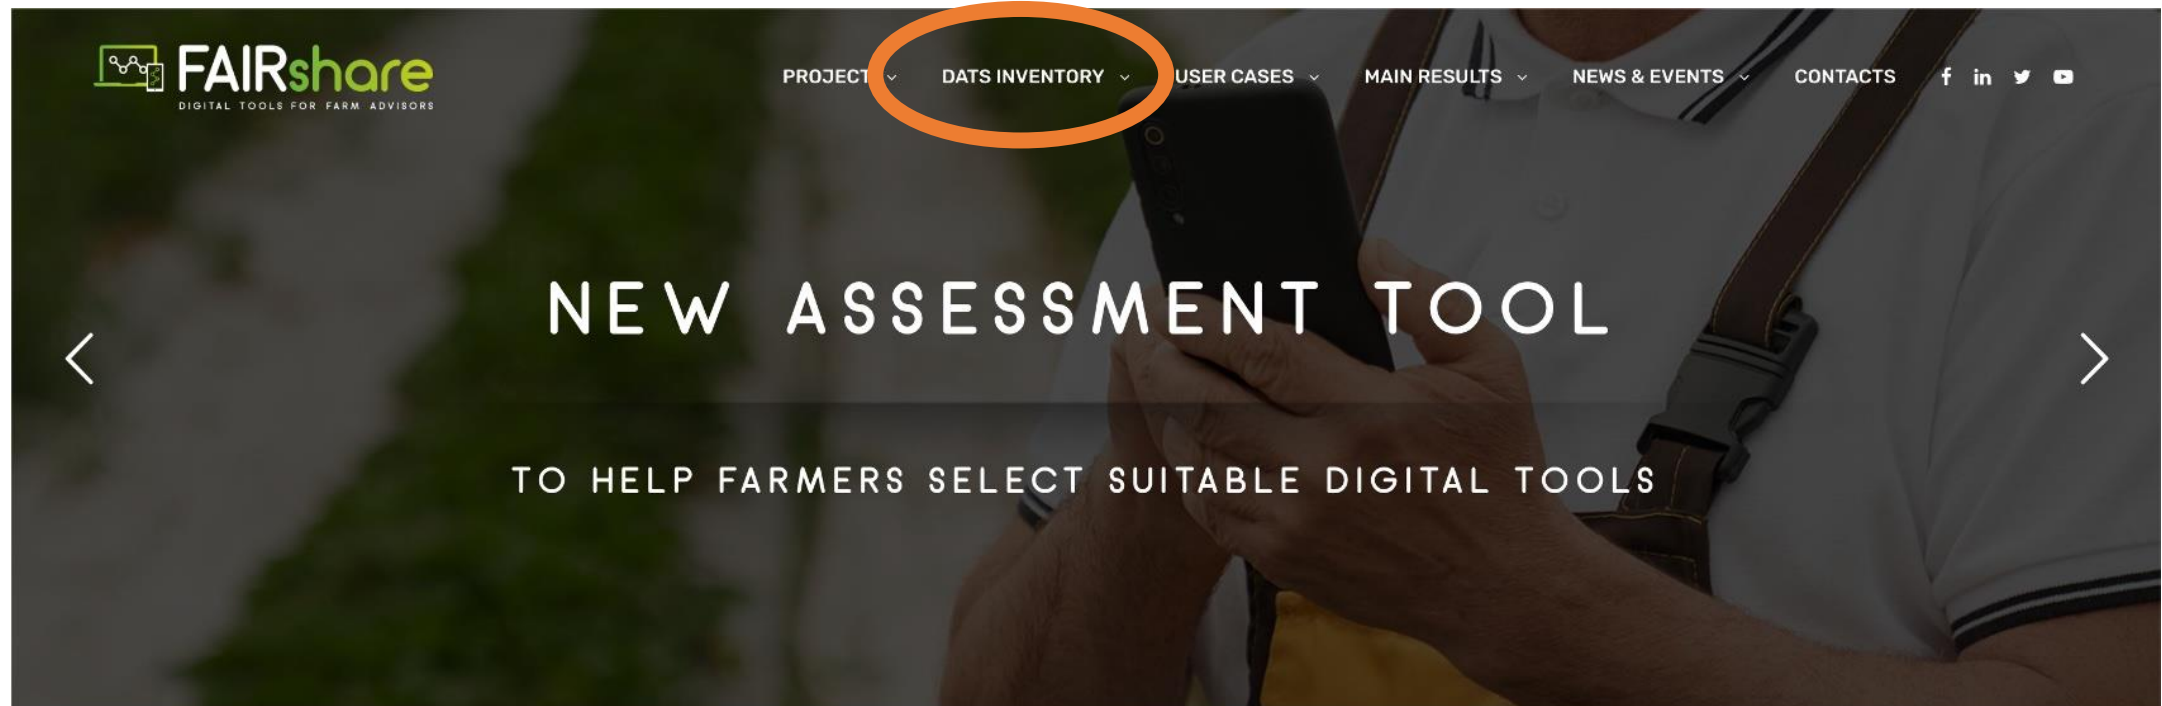 FAIRshare
DIGITAL TOOLS FOR FARM ADVISORS
PROJECT DATS INVENTORY USER CASES MAIN RESULTS NEWS & EVENTS CONTACTS
NEW ASSESSMENT TOOL
TO HELP FARMERS SELECT SUITABLE DIGITAL TOOLS